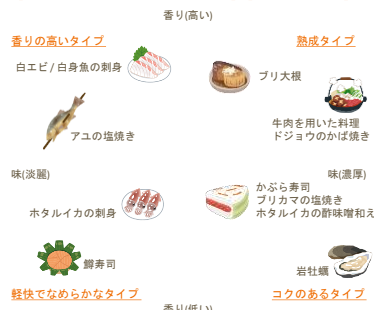 香り(高い)
香りの高いタイプ
熟成タイプ
白エビ/白身魚の刺身
ブリ大根
アユの塩焼き
牛肉を用いた料理
ドジョウのかば焼き
味(淡麗)
味(濃厚)
ホタルイカの刺身
かぶら寿司
ブリカマの塩焼き
ホタルイカの酢味噌和え
鱒寿司
岩牡蠣
軽快でなめらかなタイプ
コクのあるタイプ
香り(低い)